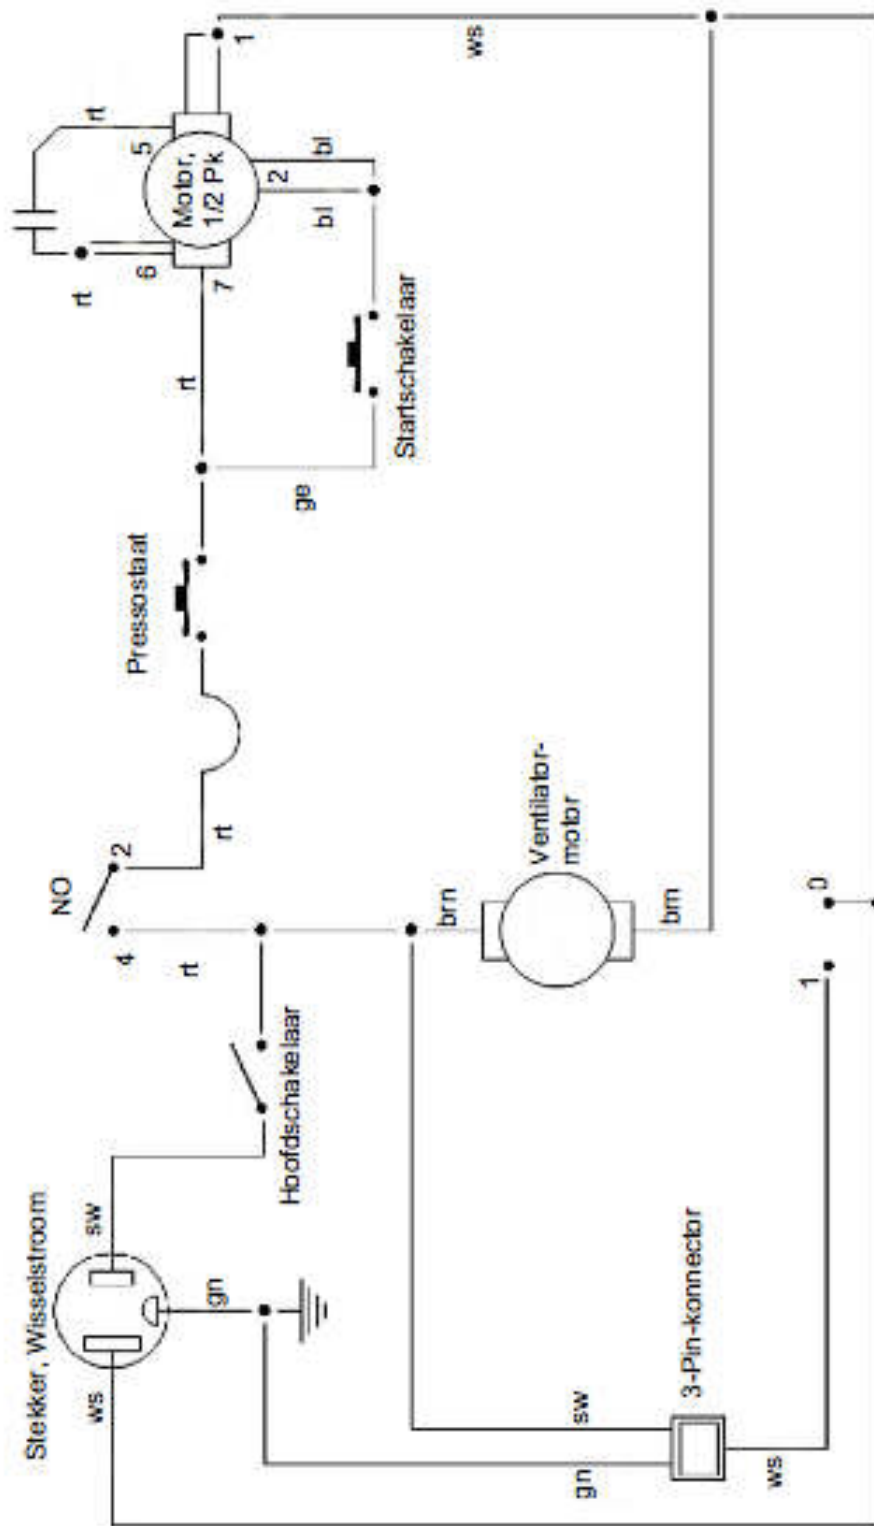 Stekker, Wisselstroom
ws
sw
gn
Hoofdschakelaar
NO
4
2
rt
rt
Pressostaat
rt
ge
Startschakelaar
rt
6
7
5
rt
Motor,
1/2 Pk
2
bl
bl
1
ws
brn
Ventilator-
motor
brn
gn
sw
3-Pin-konnector
ws
1
0